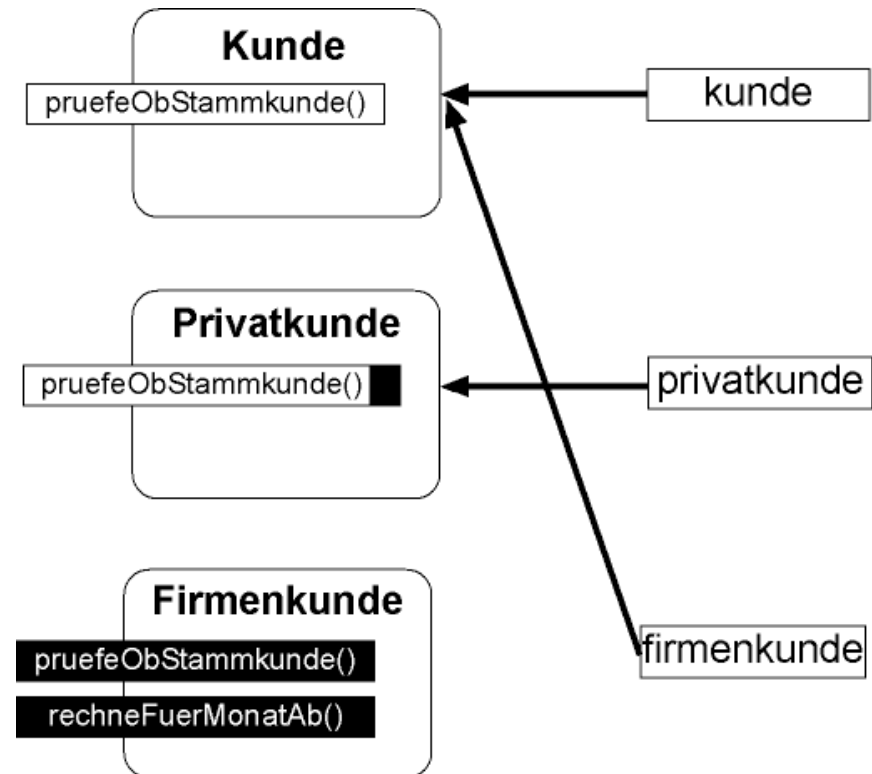 Kunde
pruefeObStammkunde()
kunde
Privatkunde
pruefeObStammkunde()
privatkunde
Firmenkunde
pruefeObStammkunde()
rechneFuerMonatAb()
firmenkunde